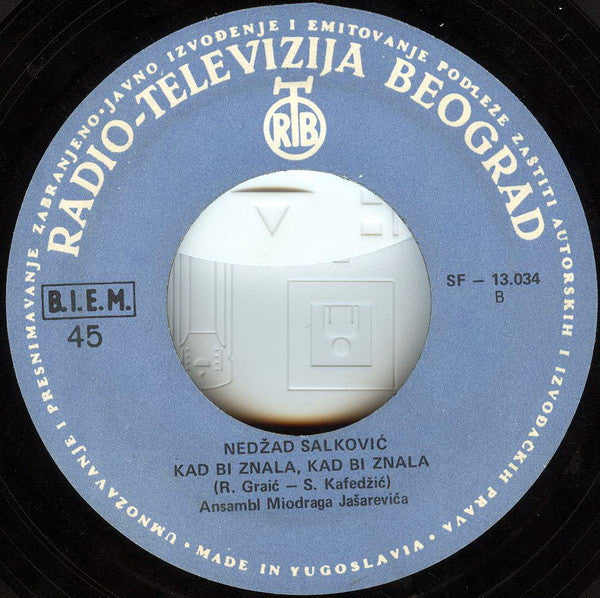 UMNOŽAVANJE I PRESNIMAVANJE ZABRANJENO · JAVNO IZVOĐENJE I EMITOVANJE PODLEŽE ZAŠTITI AUTORSKIH I IZVOĐAČKIH PRAVA ·
RADIO-TELEVIZIJA BEOGRAD
RTB
B.I.E.M.
45
SF – 13.034
B
NEDŽAD SALKOVIĆ
KAD BI ZNALA, KAD BI ZNALA
(R. Graić – S. Kafedžić)
Ansambl Miodraga Jašarevića
· MADE IN YUGOSLAVIA ·